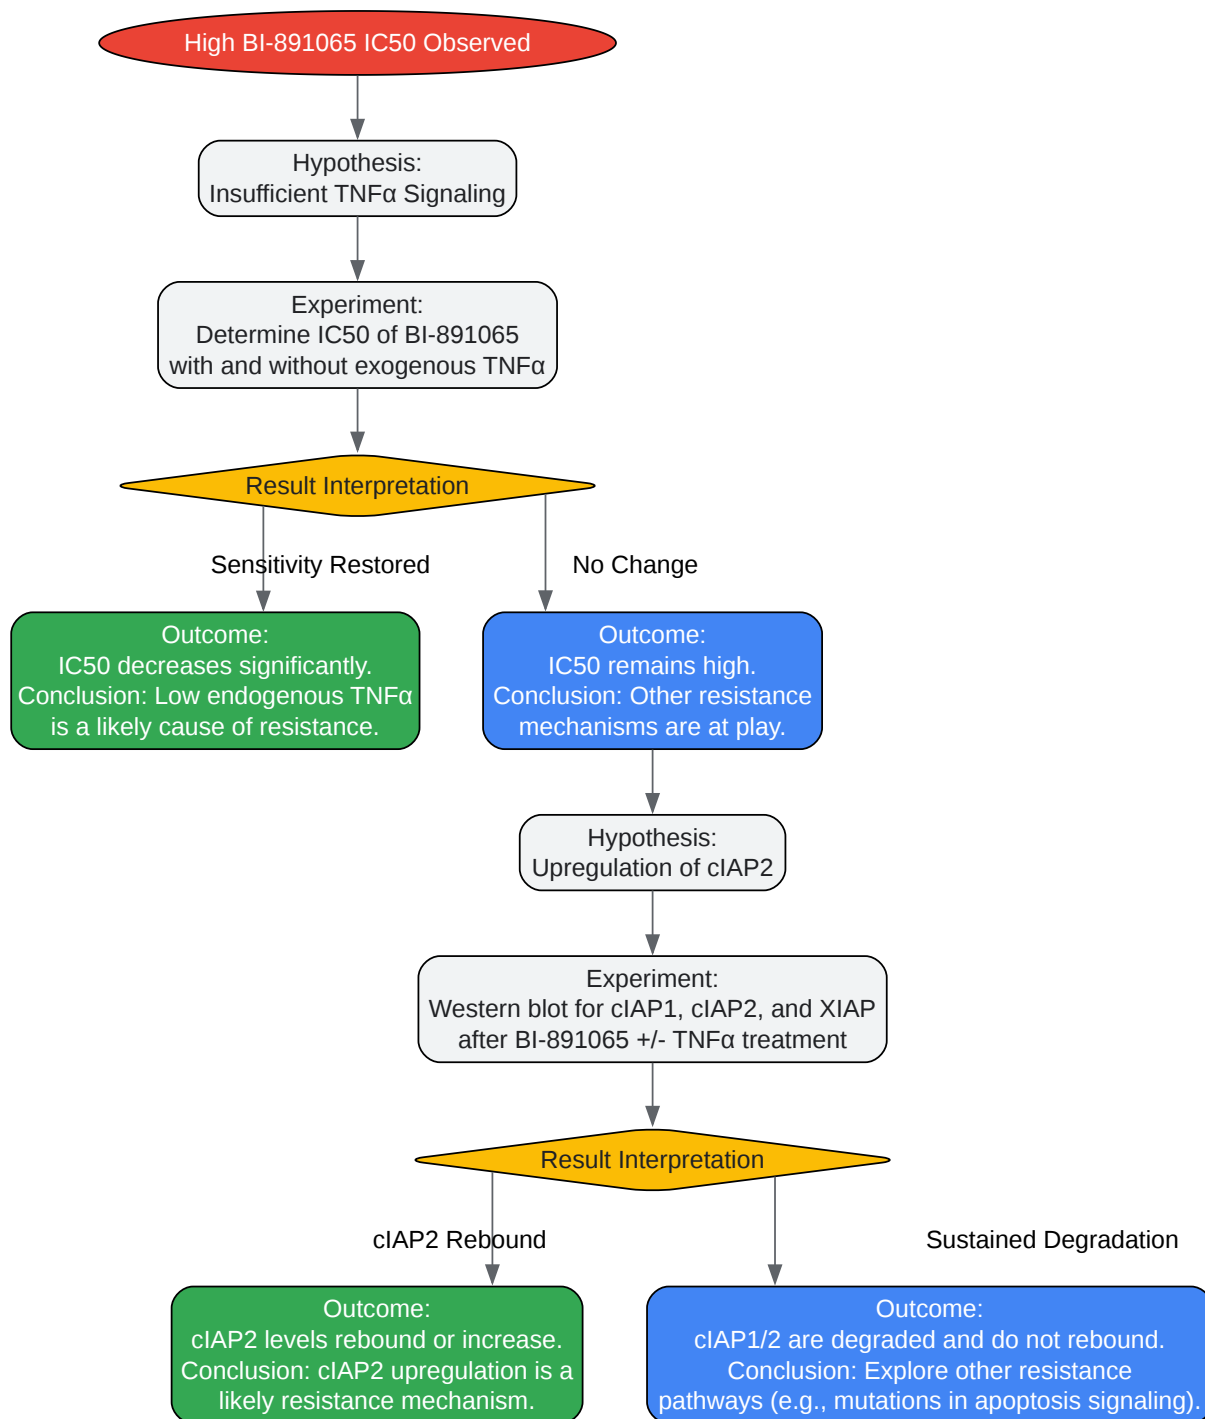 High BI-891065 IC50 Observed
Hypothesis:
Insufficient TNFα Signaling
Experiment:
Determine IC50 of BI-891065
with and without exogenous TNFα
Result Interpretation
Sensitivity Restored
No Change
Outcome:
IC50 decreases significantly.
Conclusion: Low endogenous TNFα
is a likely cause of resistance.
Outcome:
IC50 remains high.
Conclusion: Other resistance
mechanisms are at play.
Hypothesis:
Upregulation of cIAP2
Experiment:
Western blot for cIAP1, cIAP2, and XIAP
after BI-891065 +/- TNFα treatment
Result Interpretation
cIAP2 Rebound
Sustained Degradation
Outcome:
cIAP2 levels rebound or increase.
Conclusion: cIAP2 upregulation is a
likely resistance mechanism.
Outcome:
cIAP1/2 are degraded and do not rebound.
Conclusion: Explore other resistance
pathways (e.g., mutations in apoptosis signaling).